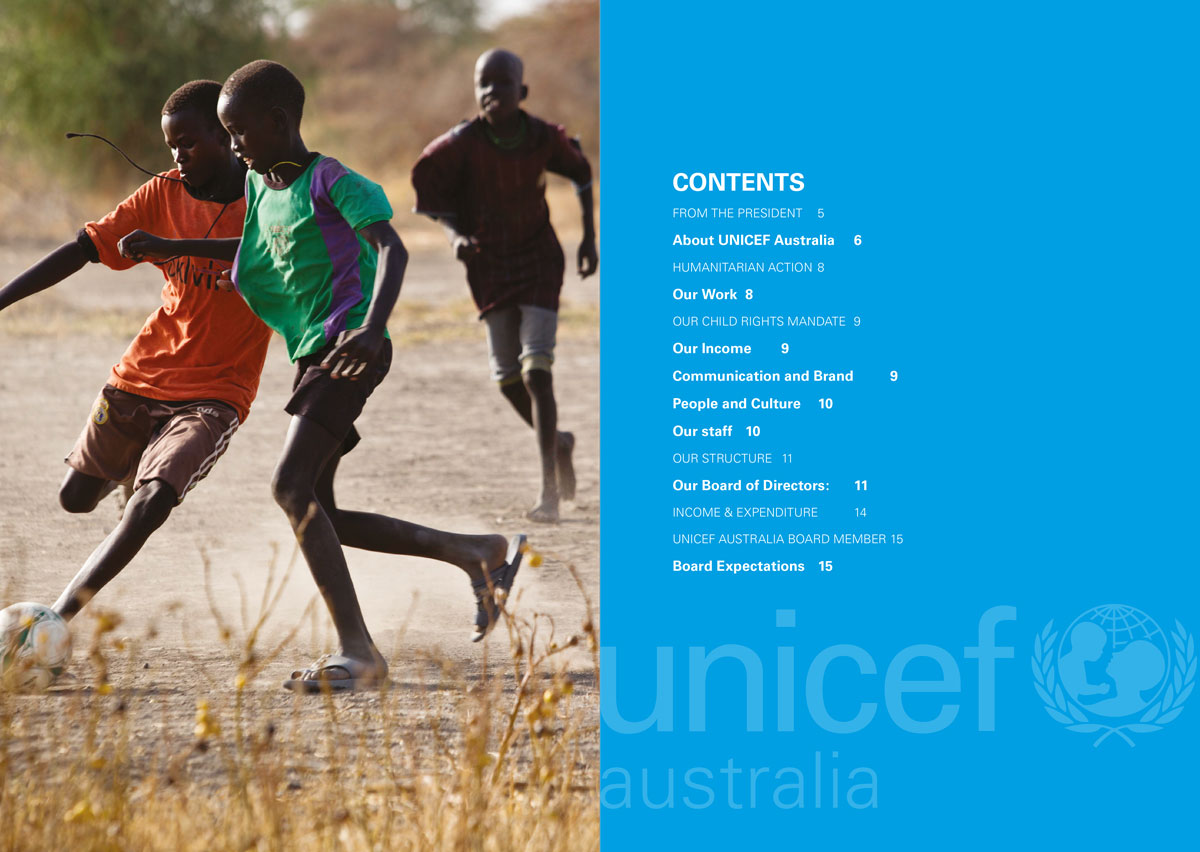 CONTENTS
FROM THE PRESIDENT 5
About UNICEF Australia 6
HUMANITARIAN ACTION 8
Our Work 8
OUR CHILD RIGHTS MANDATE 9
Our Income 9
Communication and Brand 9
People and Culture 10
Our staff 10
OUR STRUCTURE 11
Our Board of Directors: 11
INCOME & EXPENDITURE 14
UNICEF AUSTRALIA BOARD MEMBER 15
Board Expectations 15
unicef
australia